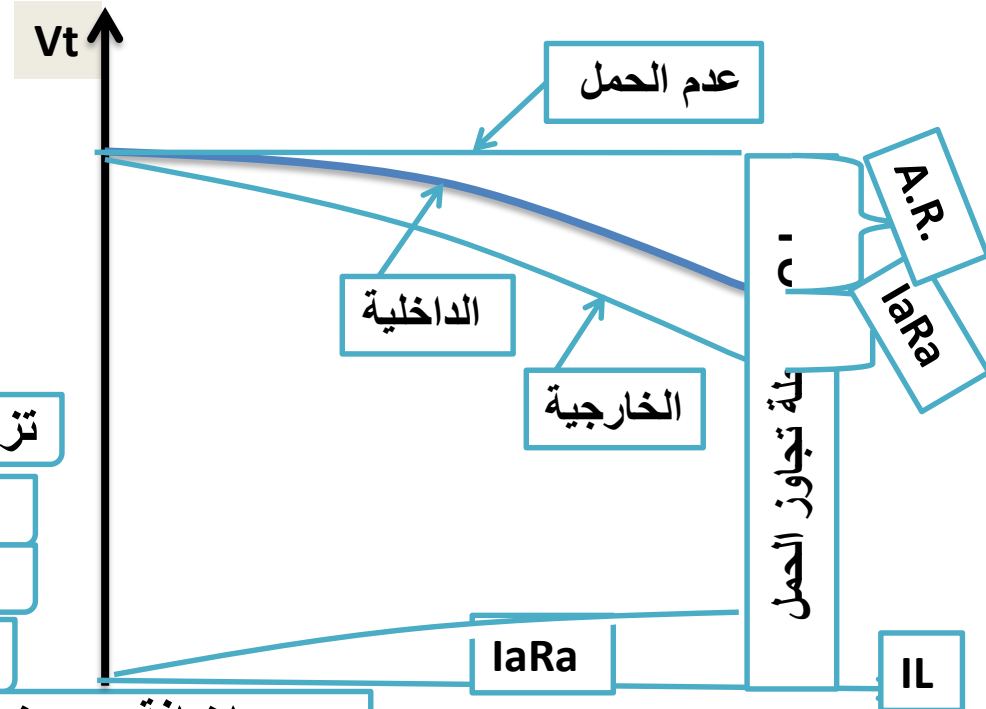 Vt
عدم الحمل
A.R.
IaRa
الداخلية
الخارجية
تجاوز الحمل
IaRa
IL